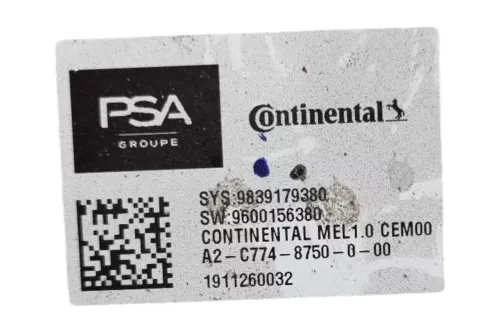 PSA
GROUPE
Continental
SYS:9839179380
SW:9600156380
CONTINENTAL MEL1.0 CEM00
A2-C774-8750-0-00
1911260032